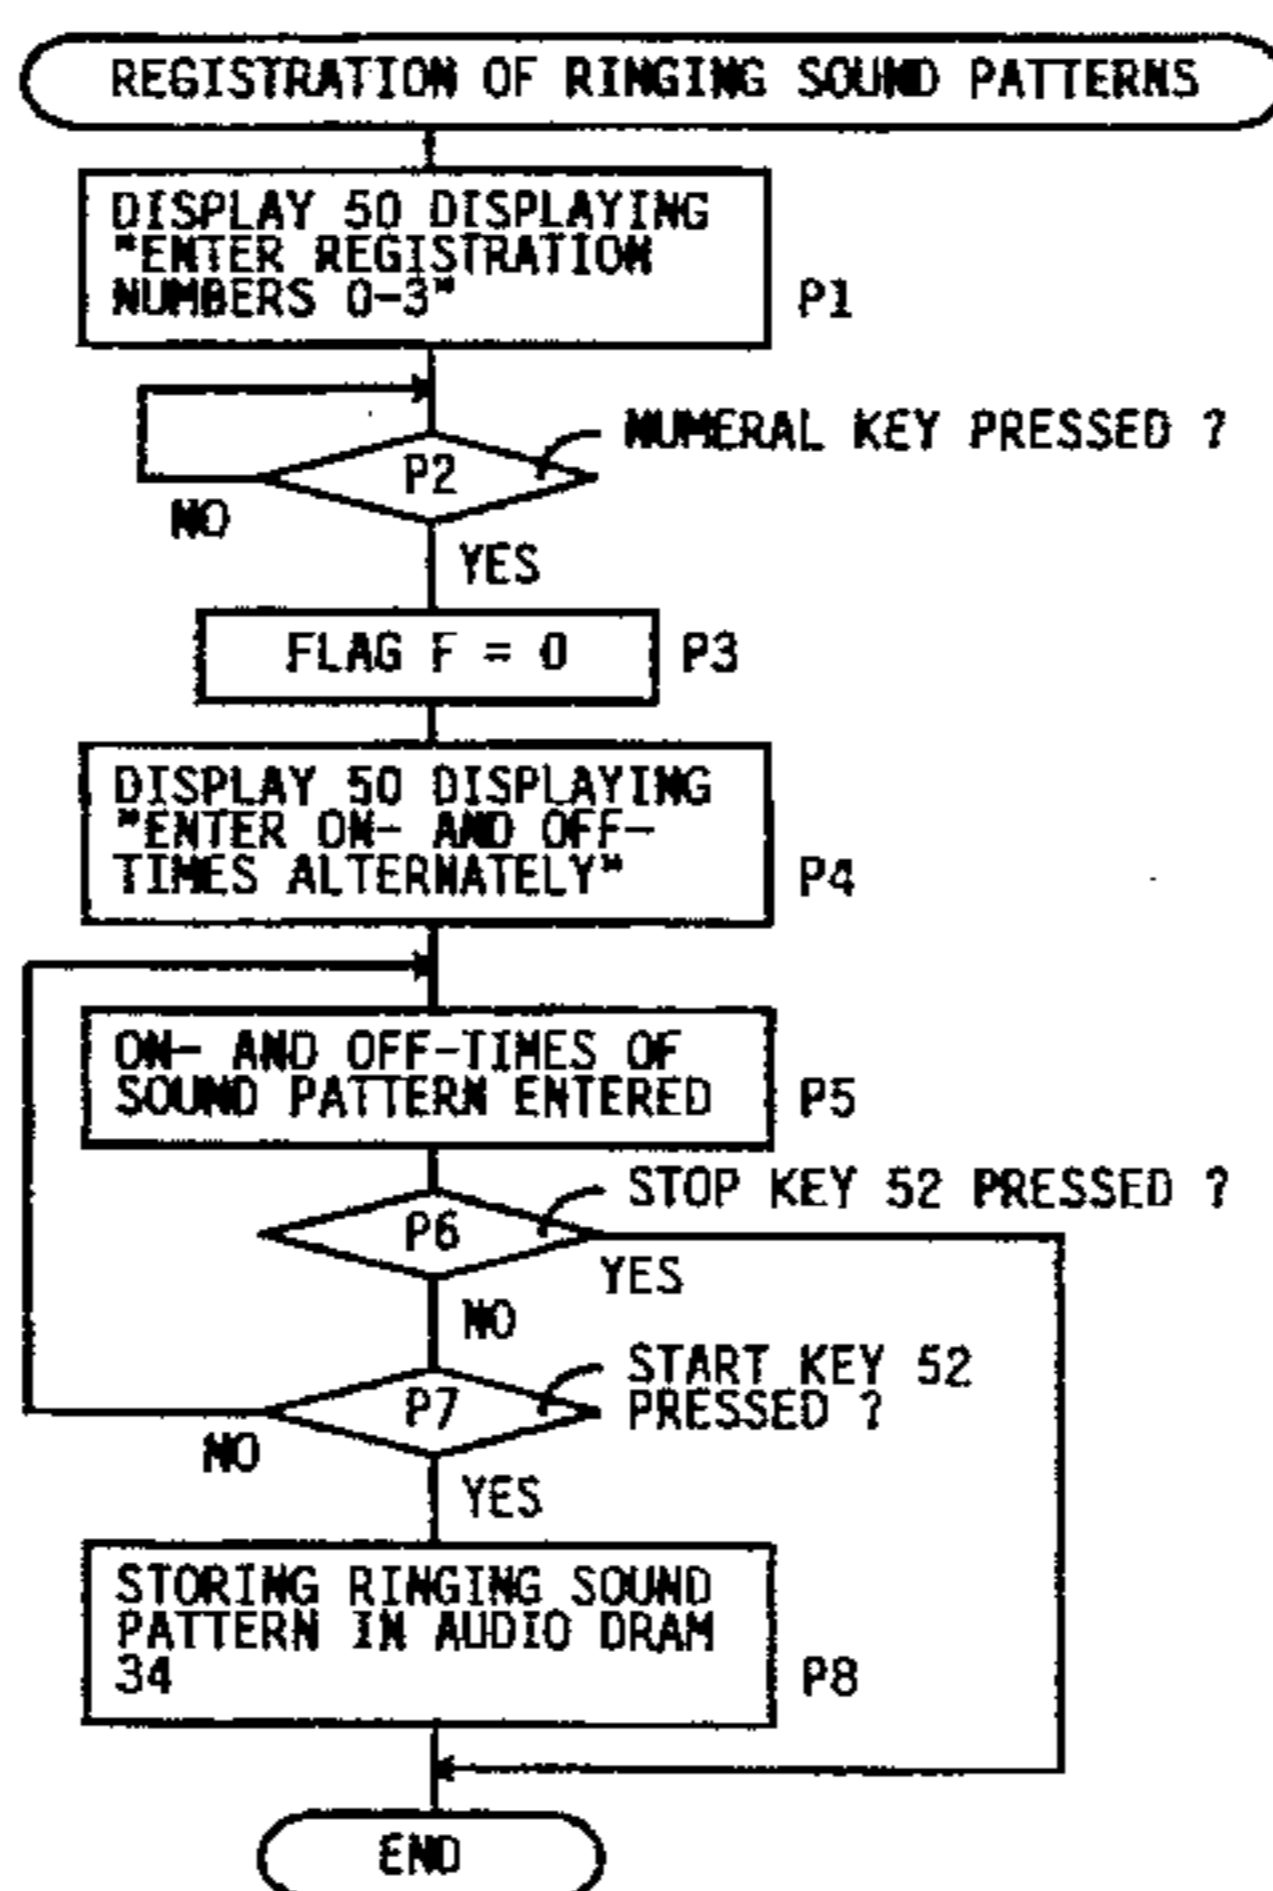 REGISTRATION OF RINGING SOUND PATTERNS
DISPLAY 50 DISPLAYING
"ENTER REGISTRATION
NUMBERS 0-3"
P1
NUMERAL KEY PRESSED ?
P2
NO
YES
FLAG F = 0
P3
DISPLAY 50 DISPLAYING
"ENTER ON- AND OFF-
TIMES ALTERNATELY"
P4
ON- AND OFF-TIMES OF
SOUND PATTERN ENTERED
P5
STOP KEY 52 PRESSED ?
P6
YES
NO
START KEY 52
PRESSED ?
P7
NO
YES
STORING RINGING SOUND
PATTERN IN AUDIO DRAM
34
P8
END